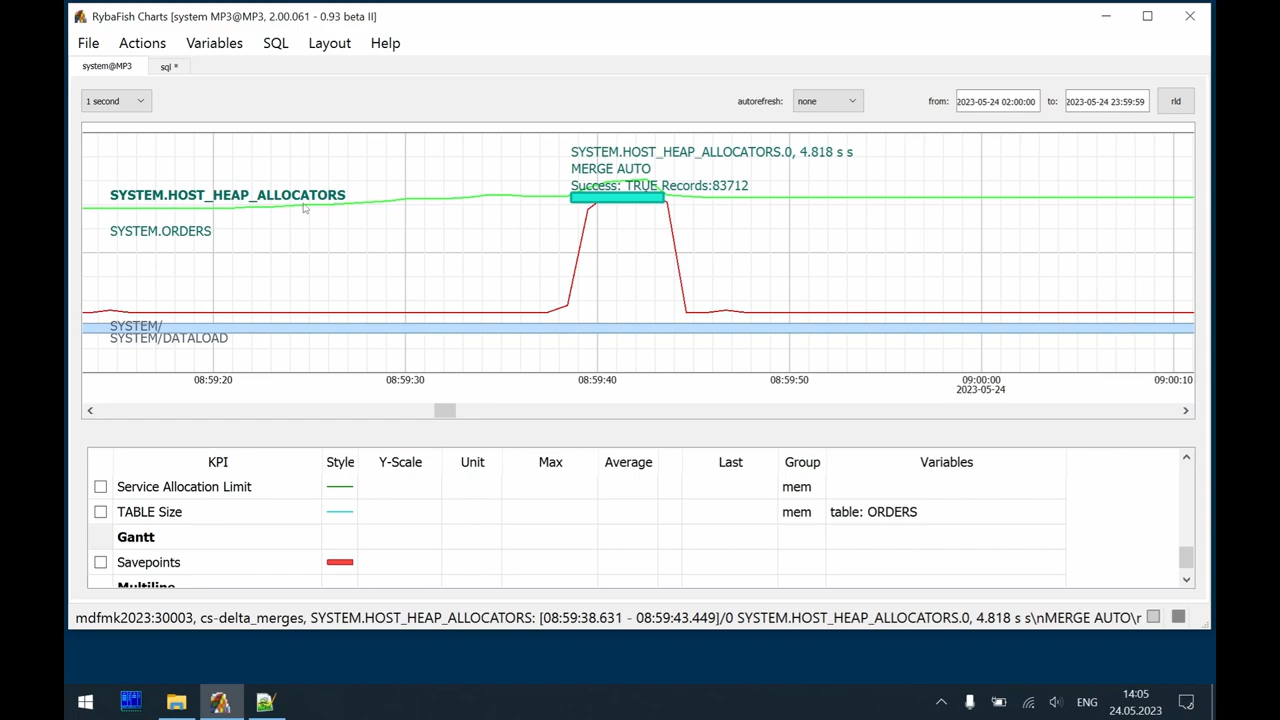 RybaFish Charts [system MP3@MP3, 2.00.061 - 0.93 beta II]
File Actions Variables SQL Layout Help
system@MP3 sql *
1 second autorefresh: none from: 2023-05-24 02:00:00 to: 2023-05-24 23:59:59 rld
SYSTEM.HOST_HEAP_ALLOCATORS.0, 4.818 s s
MERGE AUTO
Success: TRUE Records:83712
SYSTEM.HOST_HEAP_ALLOCATORS
SYSTEM.ORDERS
SYSTEM/
SYSTEM/DATALOAD
08:59:20 08:59:30 08:59:40 08:59:50 09:00:00 09:00:10
2023-05-24
KPI Style Y-Scale Unit Max Average Last Group Variables
Service Allocation Limit mem
TABLE Size mem table: ORDERS
Gantt
Savepoints
Multiline
mdfmk2023:30003, cs-delta_merges, SYSTEM.HOST_HEAP_ALLOCATORS: [08:59:38.631 - 08:59:43.449]/0 SYSTEM.HOST_HEAP_ALLOCATORS.0, 4.818 s s\nMERGE AUTO\r
ENG 14:05
24.05.2023